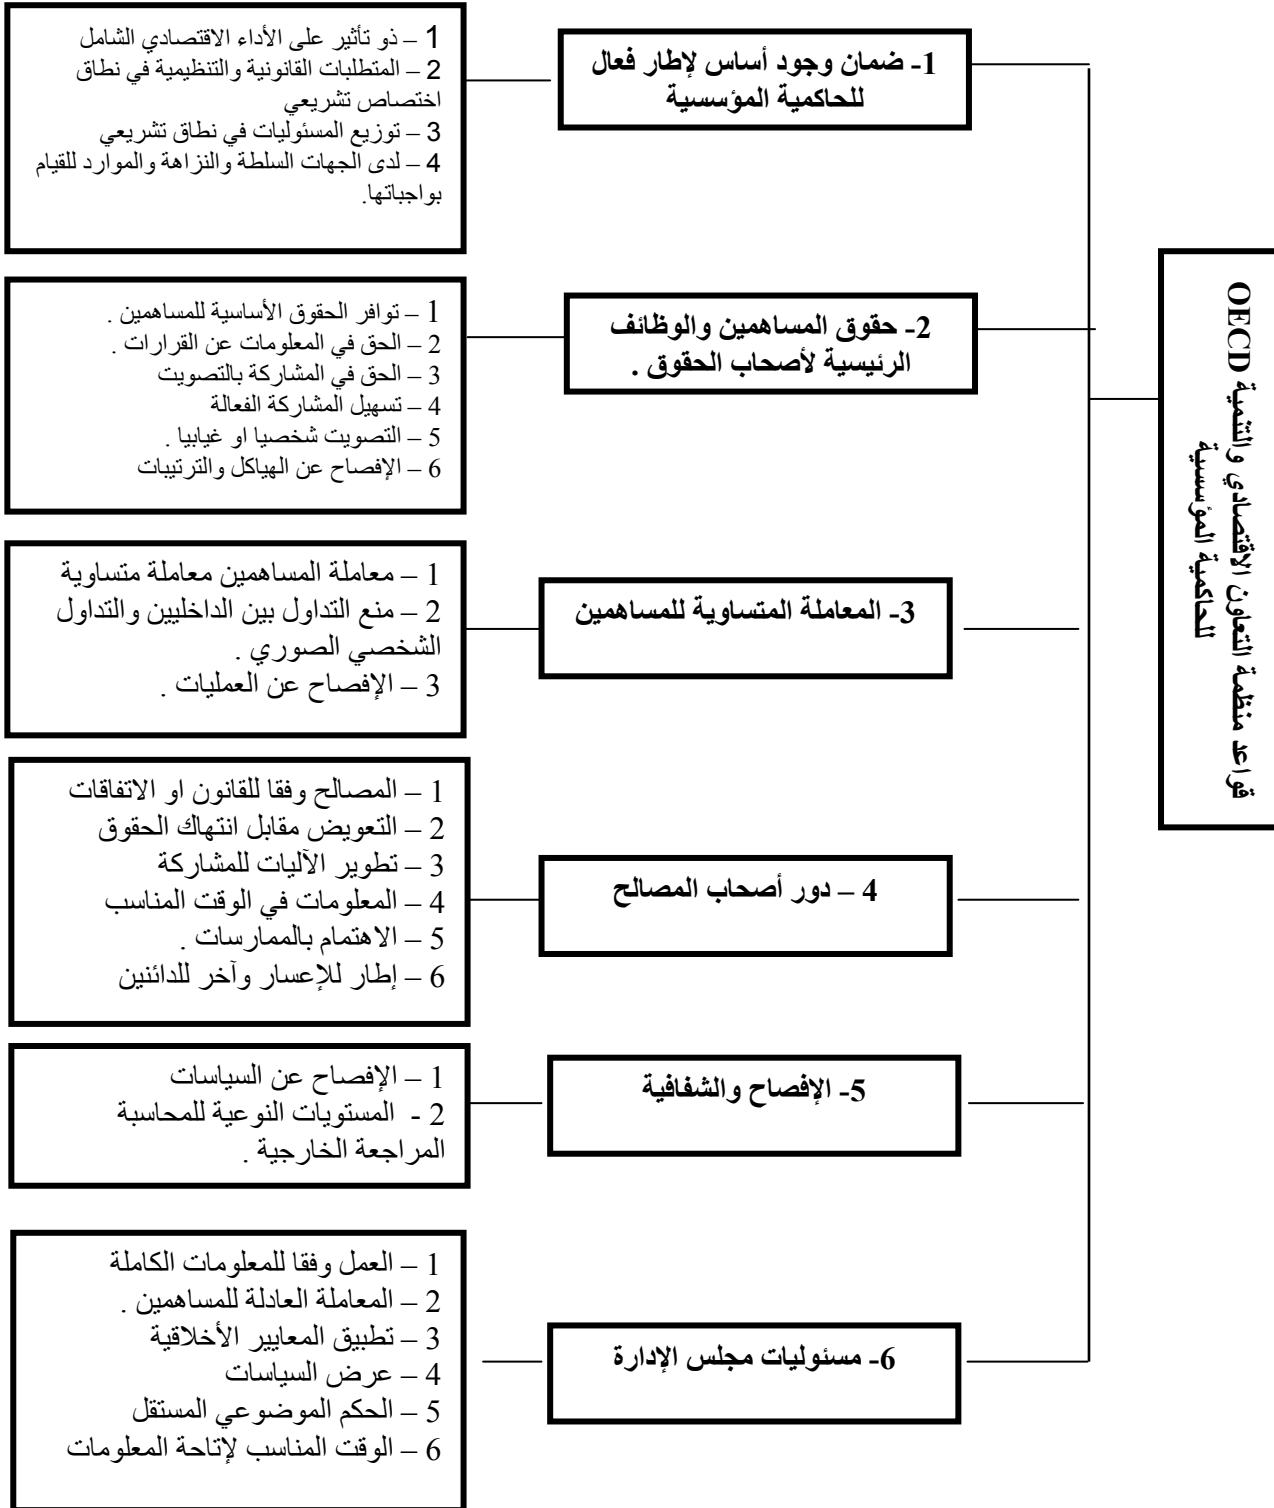 قواعد منظمة التعاون الاقتصادي والتنمية OECD
للحاكمية المؤسسية
1- ضمان وجود أساس لإطار فعال
للحاكمية المؤسسية
1 – ذو تأثير على الأداء الاقتصادي الشامل
2 – المتطلبات القانونية والتنظيمية في نطاق
اختصاص تشريعي
3 – توزيع المسئوليات في نطاق تشريعي
4 – لدى الجهات السلطة والنزاهة والموارد للقيام
بواجباتها.
2- حقوق المساهمين والوظائف
الرئيسية لأصحاب الحقوق .
1 – توافر الحقوق الأساسية للمساهمين .
2 – الحق في المعلومات عن القرارات .
3 – الحق في المشاركة بالتصويت
4 – تسهيل المشاركة الفعالة
5 – التصويت شخصيا او غيابيا .
6 – الإفصاح عن الهياكل والترتيبات
3- المعاملة المتساوية للمساهمين
1 – معاملة المساهمين معاملة متساوية
2 – منع التداول بين الداخليين والتداول
الشخصي الصوري .
3 – الإفصاح عن العمليات .
4 – دور أصحاب المصالح
1 – المصالح وفقا للقانون او الاتفاقات
2 – التعويض مقابل انتهاك الحقوق
3 – تطوير الآليات للمشاركة
4 – المعلومات في الوقت المناسب
5 – الاهتمام بالممارسات .
6 – إطار للإعسار وآخر للدائنين
5- الإفصاح والشفافية
1 – الإفصاح عن السياسات
2 - المستويات النوعية للمحاسبة
المراجعة الخارجية .
6- مسئوليات مجلس الإدارة
1 – العمل وفقا للمعلومات الكاملة
2 – المعاملة العادلة للمساهمين .
3 – تطبيق المعايير الأخلاقية
4 – عرض السياسات
5 – الحكم الموضوعي المستقل
6 – الوقت المناسب لإتاحة المعلومات